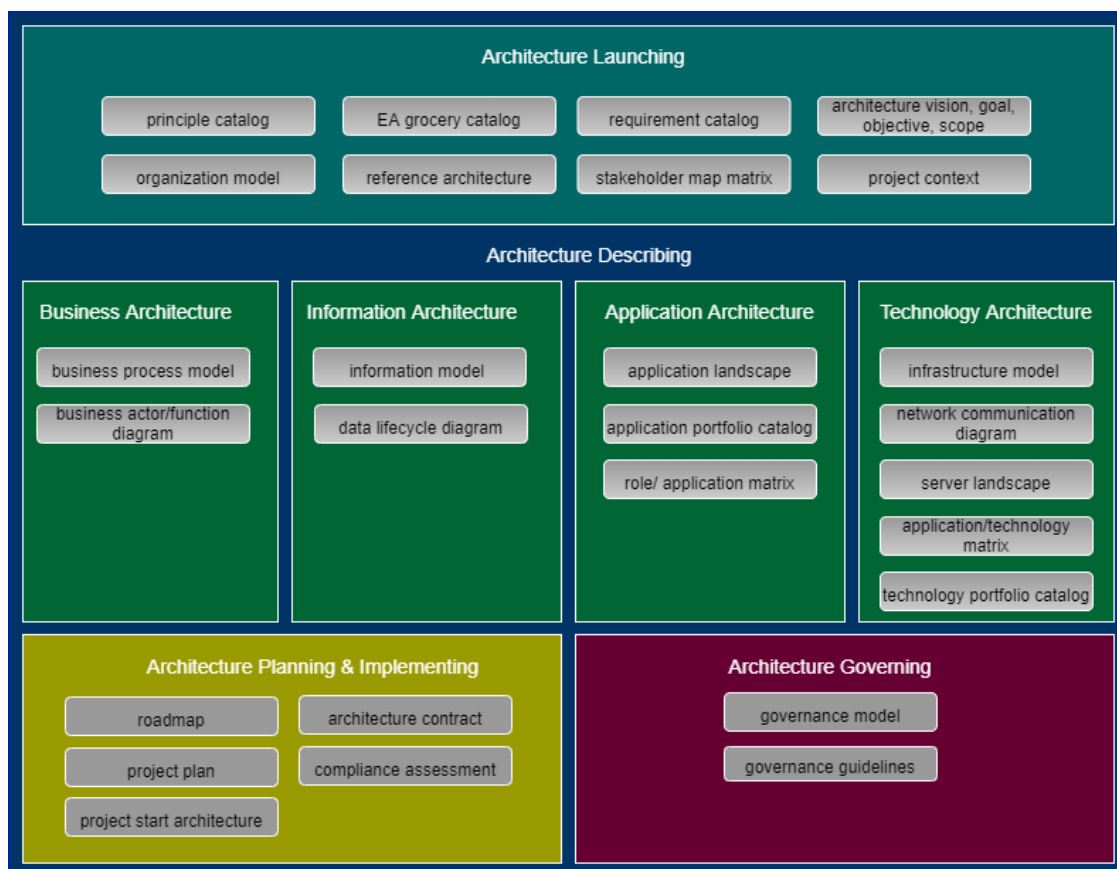 Architecture Launching
principle catalog
EA grocery catalog
requirement catalog
architecture vision, goal,
objective, scope
organization model
reference architecture
stakeholder map matrix
project context
Architecture Describing
Business Architecture
business process model
business actor/function
diagram
Information Architecture
information model
data lifecycle diagram
Application Architecture
application landscape
application portfolio catalog
role/ application matrix
Technology Architecture
infrastructure model
network communication
diagram
server landscape
application/technology
matrix
technology portfolio catalog
Architecture Planning & Implementing
roadmap
architecture contract
project plan
compliance assessment
project start architecture
Architecture Governing
governance model
governance guidelines